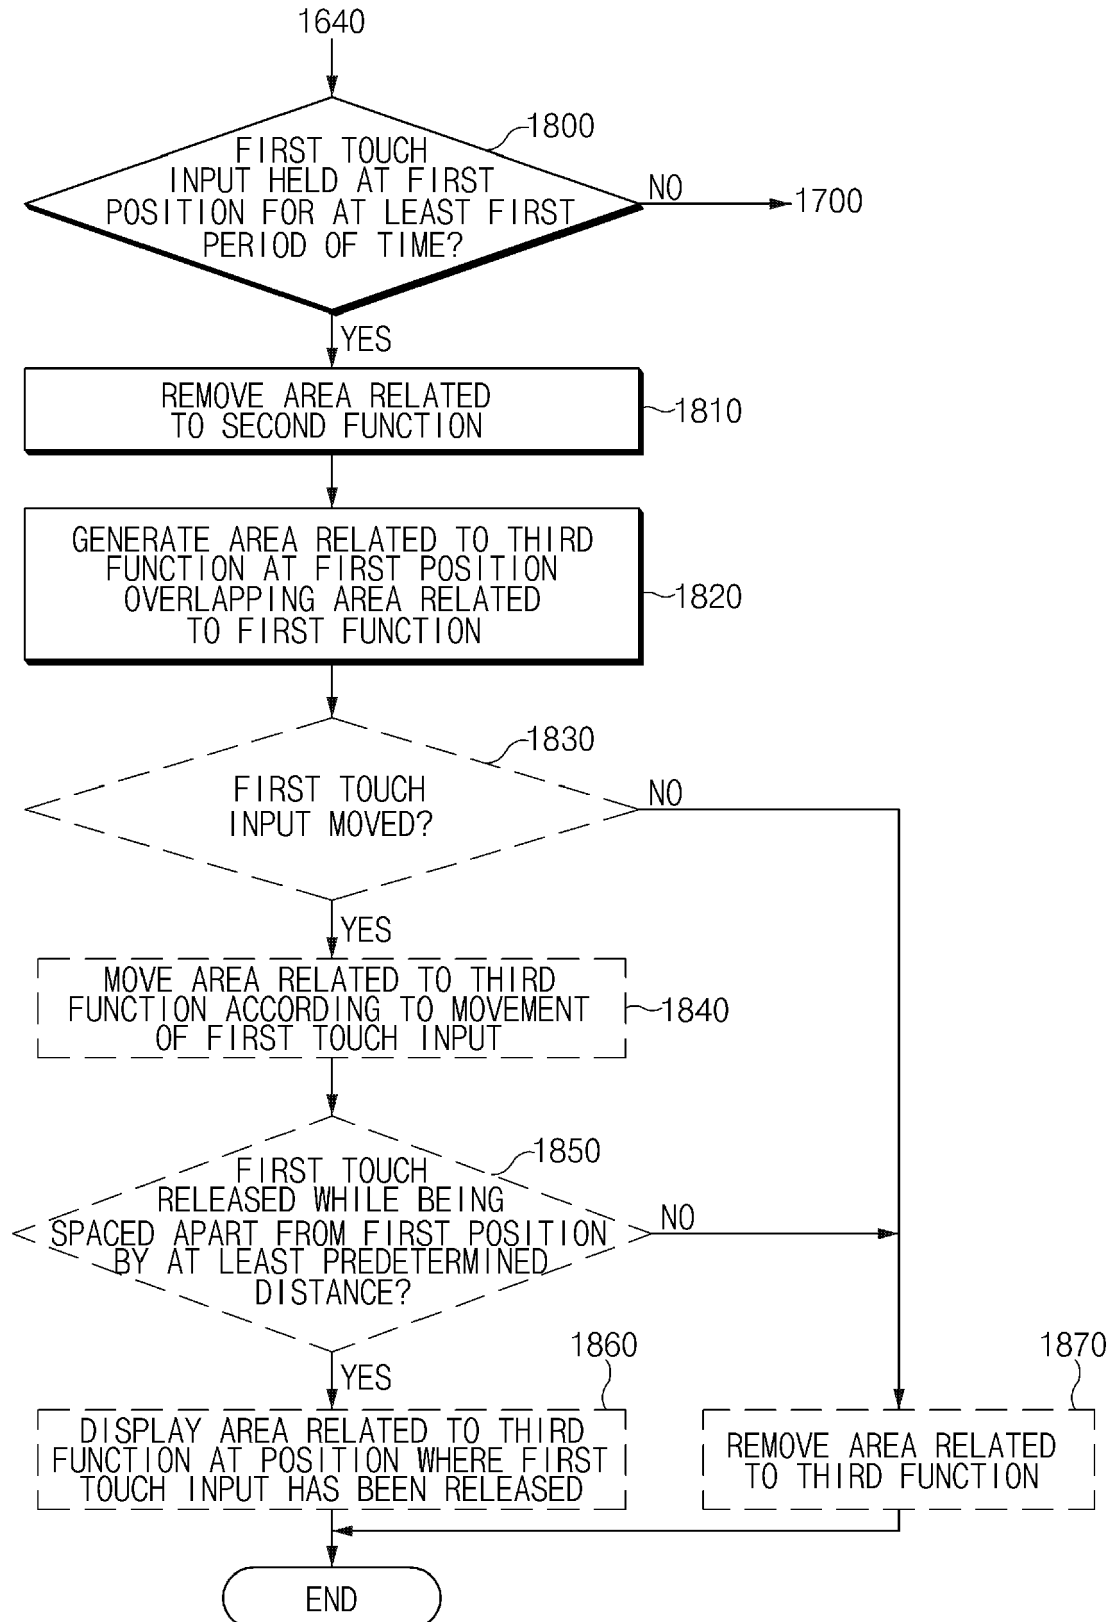 1640
1800
FIRST TOUCH
INPUT HELD AT FIRST
POSITION FOR AT LEAST FIRST
PERIOD OF TIME?
NO
1700
YES
REMOVE AREA RELATED
TO SECOND FUNCTION
1810
GENERATE AREA RELATED TO THIRD
FUNCTION AT FIRST POSITION
OVERLAPPING AREA RELATED
TO FIRST FUNCTION
1820
1830
FIRST TOUCH
INPUT MOVED?
NO
YES
MOVE AREA RELATED TO THIRD
FUNCTION ACCORDING TO MOVEMENT
OF FIRST TOUCH INPUT
1840
1850
FIRST TOUCH
RELEASED WHILE BEING
SPACED APART FROM FIRST POSITION
BY AT LEAST PREDETERMINED
DISTANCE?
NO
YES
1860
DISPLAY AREA RELATED TO THIRD
FUNCTION AT POSITION WHERE FIRST
TOUCH INPUT HAS BEEN RELEASED
1870
REMOVE AREA RELATED
TO THIRD FUNCTION
END